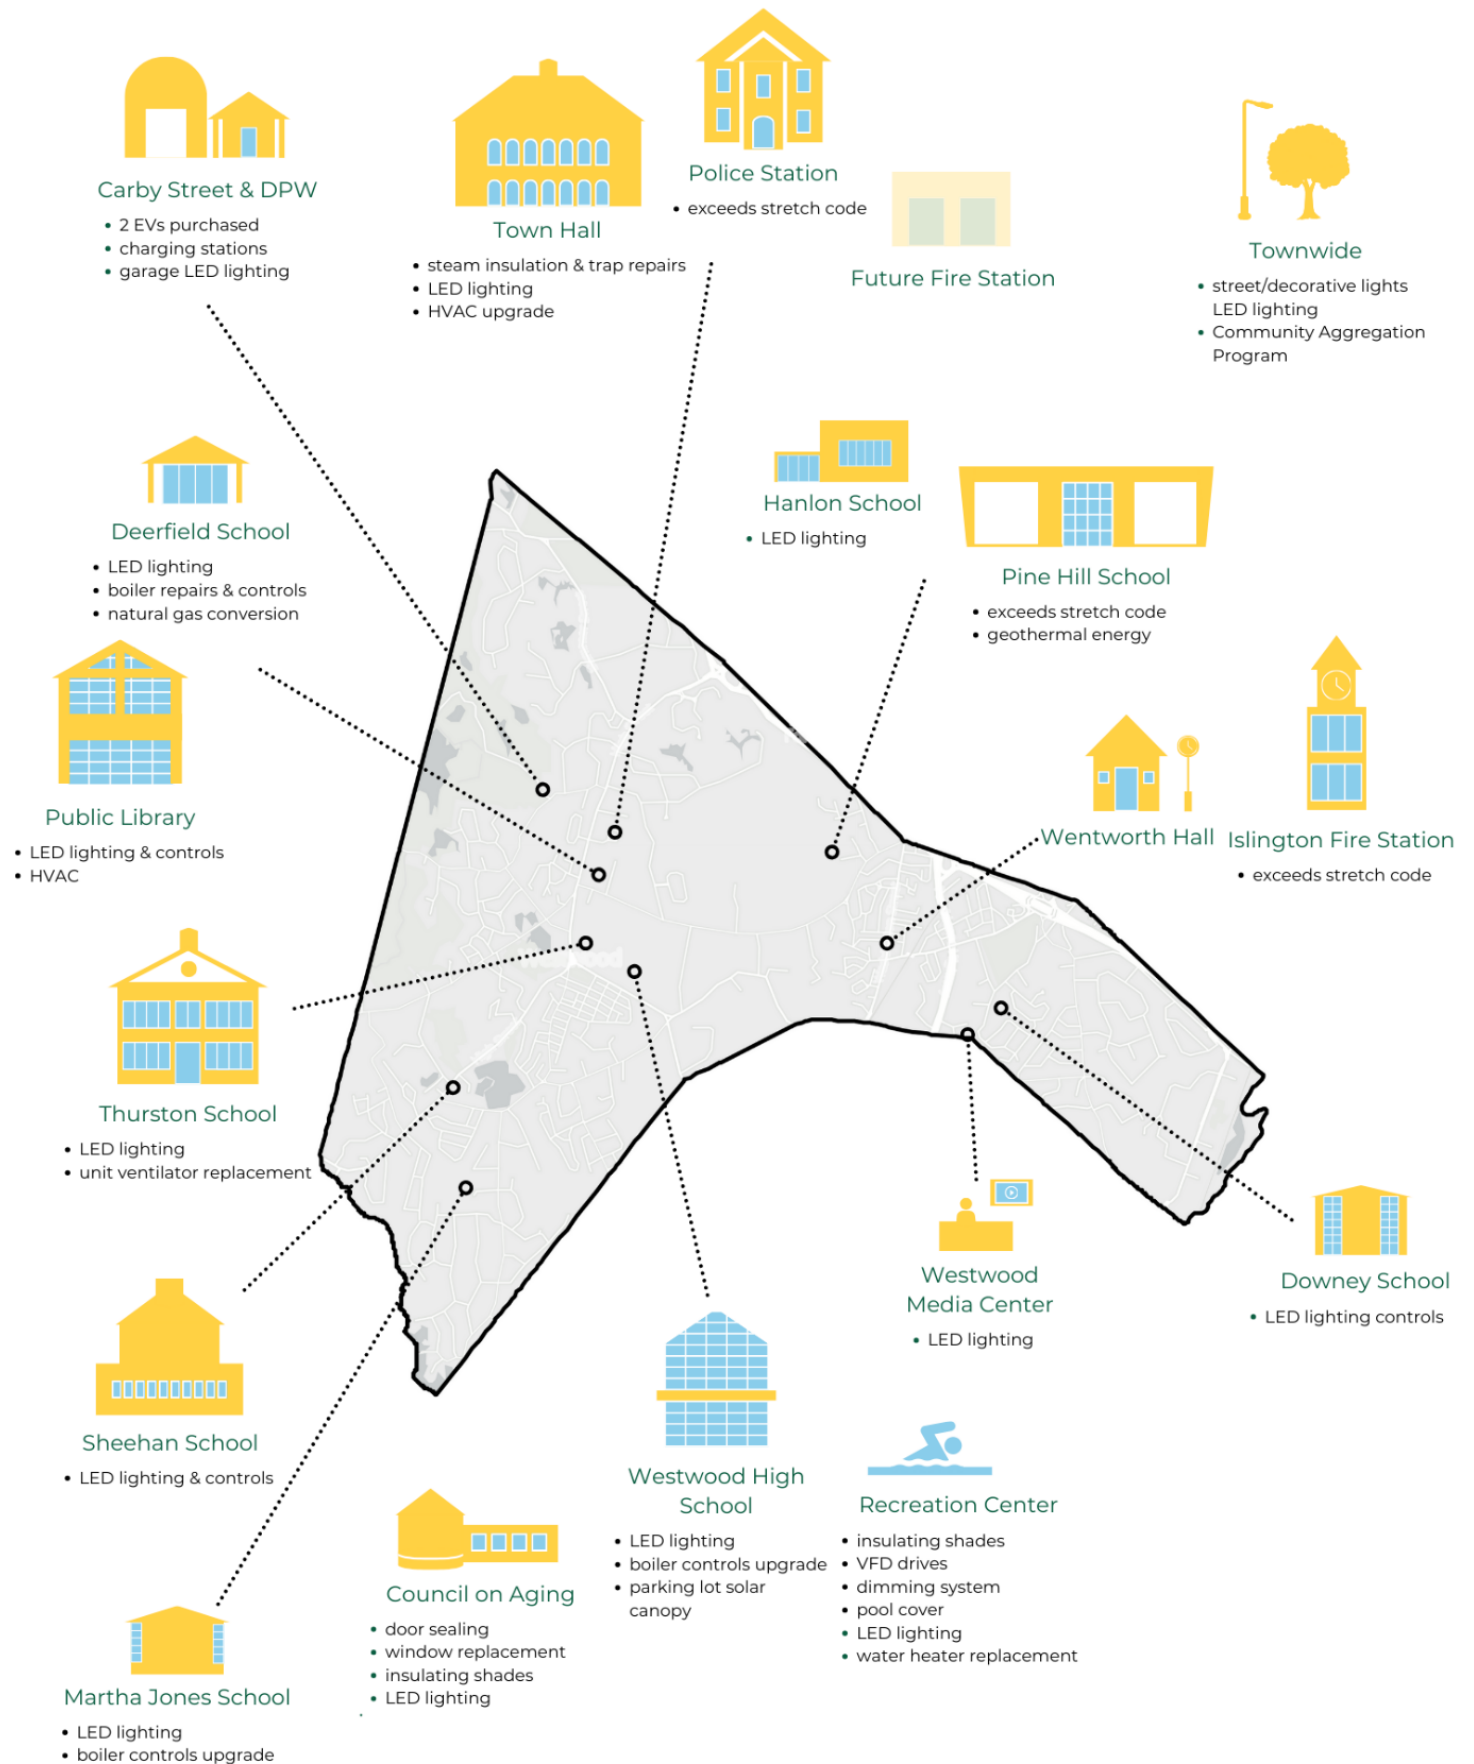 Carby Street & DPW
• 2 EVs purchased
• charging stations
• garage LED lighting
Town Hall
• steam insulation & trap repairs
• LED lighting
• HVAC upgrade
Police Station
• exceeds stretch code
Future Fire Station
Townwide
• street/decorative lights
LED lighting
• Community Aggregation
Program
Deerfield School
• LED lighting
• boiler repairs & controls
• natural gas conversion
Hanlon School
• LED lighting
Pine Hill School
• exceeds stretch code
• geothermal energy
Public Library
• LED lighting & controls
• HVAC
Wentworth Hall
Islington Fire Station
• exceeds stretch code
Thurston School
• LED lighting
• unit ventilator replacement
Westwood
Media Center
• LED lighting
Downey School
• LED lighting controls
Sheehan School
• LED lighting & controls
Westwood High
School
• LED lighting
• boiler controls upgrade
• parking lot solar
canopy
Recreation Center
• insulating shades
• VFD drives
• dimming system
• pool cover
• LED lighting
• water heater replacement
Council on Aging
• door sealing
• window replacement
• insulating shades
• LED lighting
Martha Jones School
• LED lighting
• boiler controls upgrade